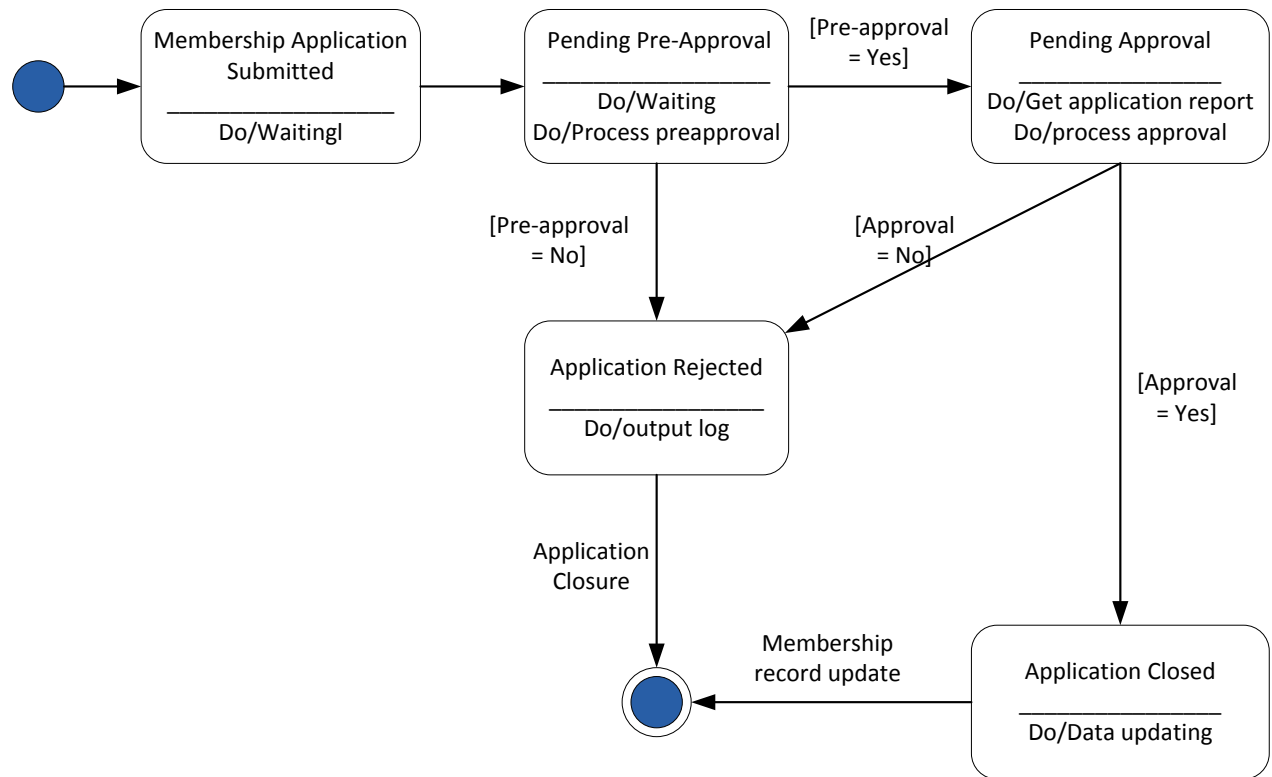 Membership Application
Submitted
Do/Waitingl
Pending Pre-Approval
Do/Waiting
Do/Process preapproval
[Pre-approval
= Yes]
Pending Approval
Do/Get application report
Do/process approval
[Pre-approval
= No]
[Approval
= No]
Application Rejected
Do/output log
[Approval
= Yes]
Application
Closure
Membership
record update
Application Closed
Do/Data updating